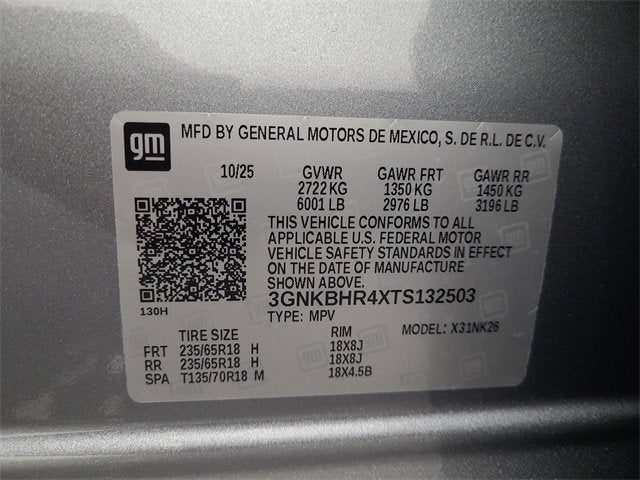 gm
MFD BY GENERAL MOTORS DE MEXICO, S. DE R.L. DE C.V.
10/25 GVWR GAWR FRT GAWR RR
2722 KG 1350 KG 1450 KG
6001 LB 2976 LB 3196 LB
THIS VEHICLE CONFORMS TO ALL
APPLICABLE U.S. FEDERAL MOTOR
VEHICLE SAFETY STANDARDS IN EFFECT
ON THE DATE OF MANUFACTURE
SHOWN ABOVE.
130H 3GNKBHR4XTS132503
TYPE: MPV MODEL: X31NK26
TIRE SIZE RIM
FRT 235/65R18 H 18X8J
RR 235/65R18 H 18X8J
SPA T135/70R18 M 18X4.5B